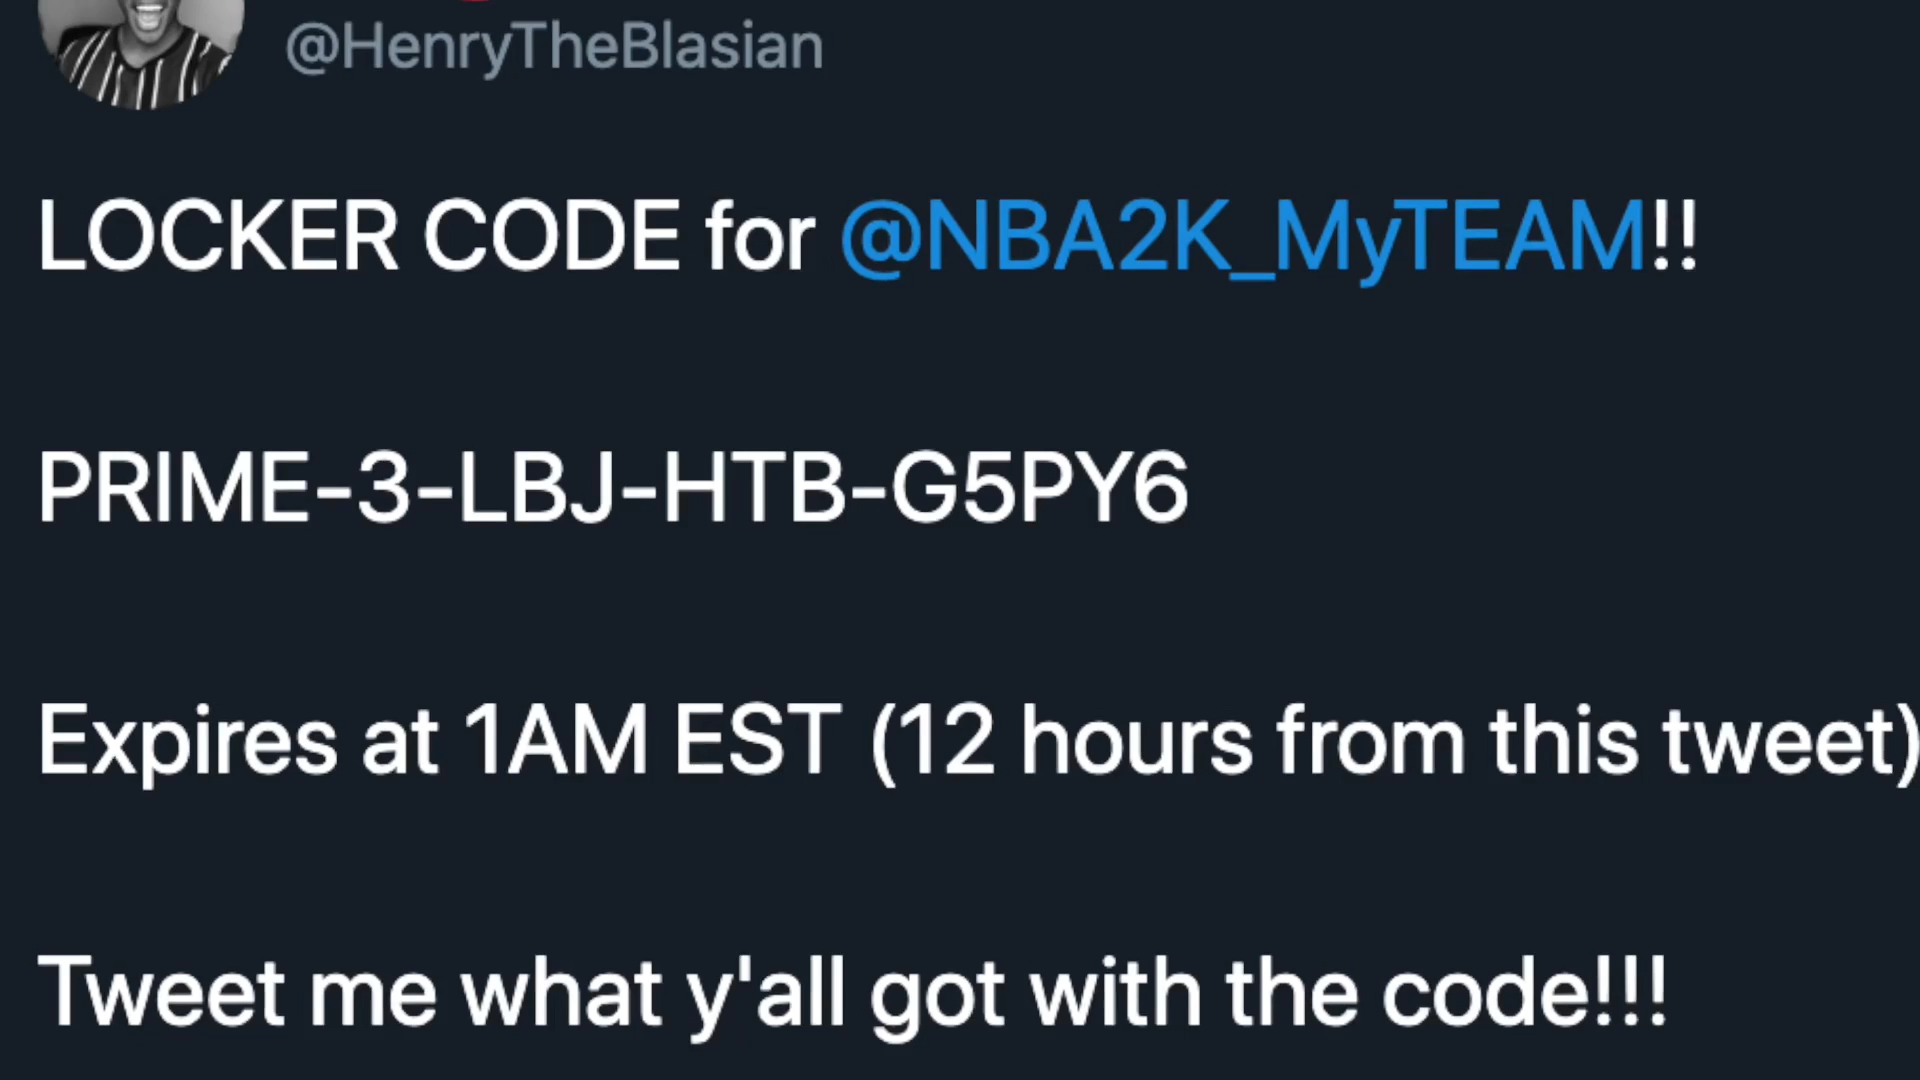 @HenryTheBlasian
LOCKER CODE for @NBA2K_MyTEAM!!
PRIME-3-LBJ-HTB-G5PY6
Expires at 1AM EST (12 hours from this tweet)
Tweet me what y'all got with the code!!!